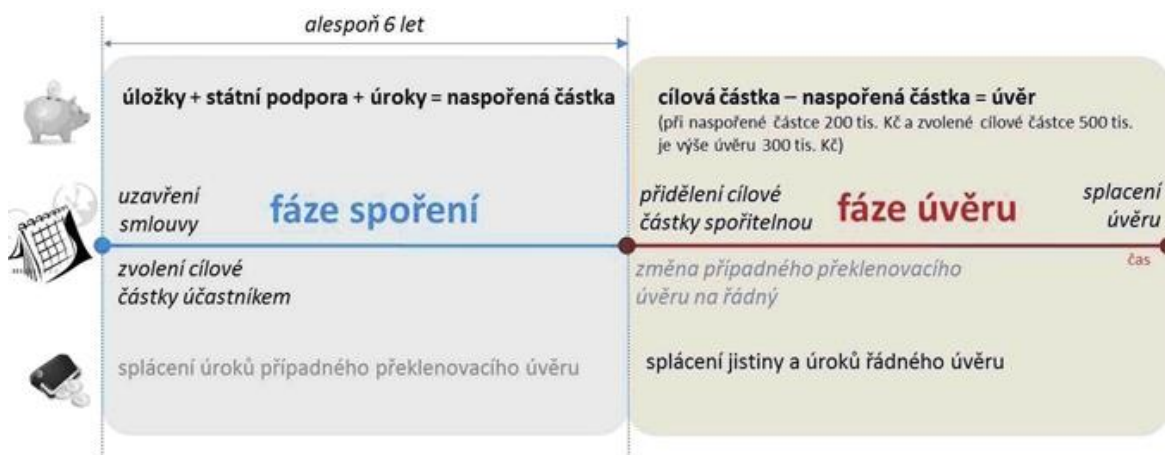 alespoň 6 let
úložky + státní podpora + úroky = naspořená částka
cílová částka – naspořená částka = úvěr
(při naspořené částce 200 tis. Kč a zvolené cílové částce 500 tis.
je výše úvěru 300 tis. Kč)
uzavření
smlouvy
fáze spoření
přidělení cílové
částky spořitelnou
fáze úvěru
splacení
úvěru
čas
zvolení cílové
částky účastníkem
změna případného překlenovacího
úvěru na řádný
splácení úroků případného překlenovacího úvěru
splácení jistiny a úroků řádného úvěru